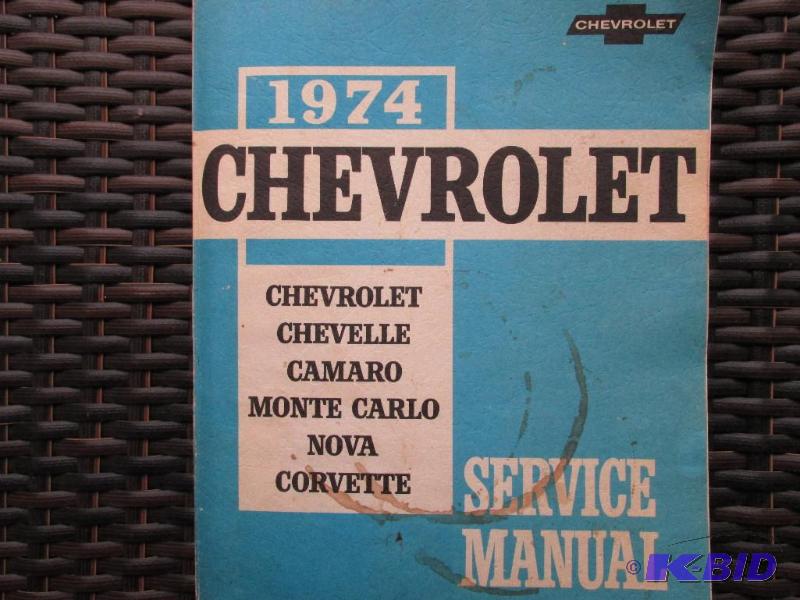 CHEVROLET
1974
CHEVROLET
CHEVROLET
CHEVELLE
CAMARO
MONTE CARLO
NOVA
CORVETTE
SERVICE
MANUAL
© K-BID